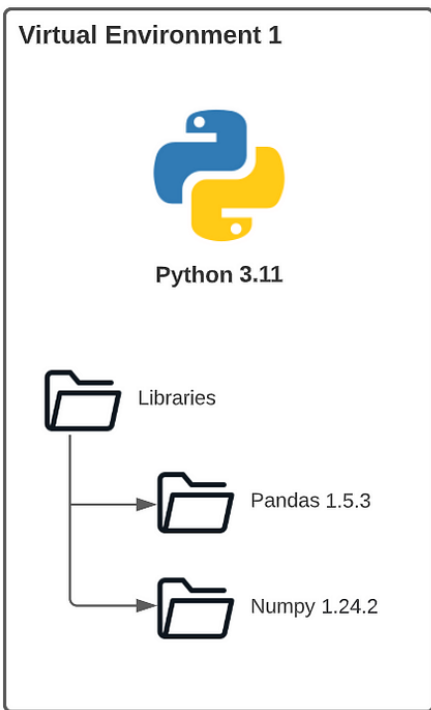 Virtual Environment 1
Python 3.11
Libraries
Pandas 1.5.3
Numpy 1.24.2